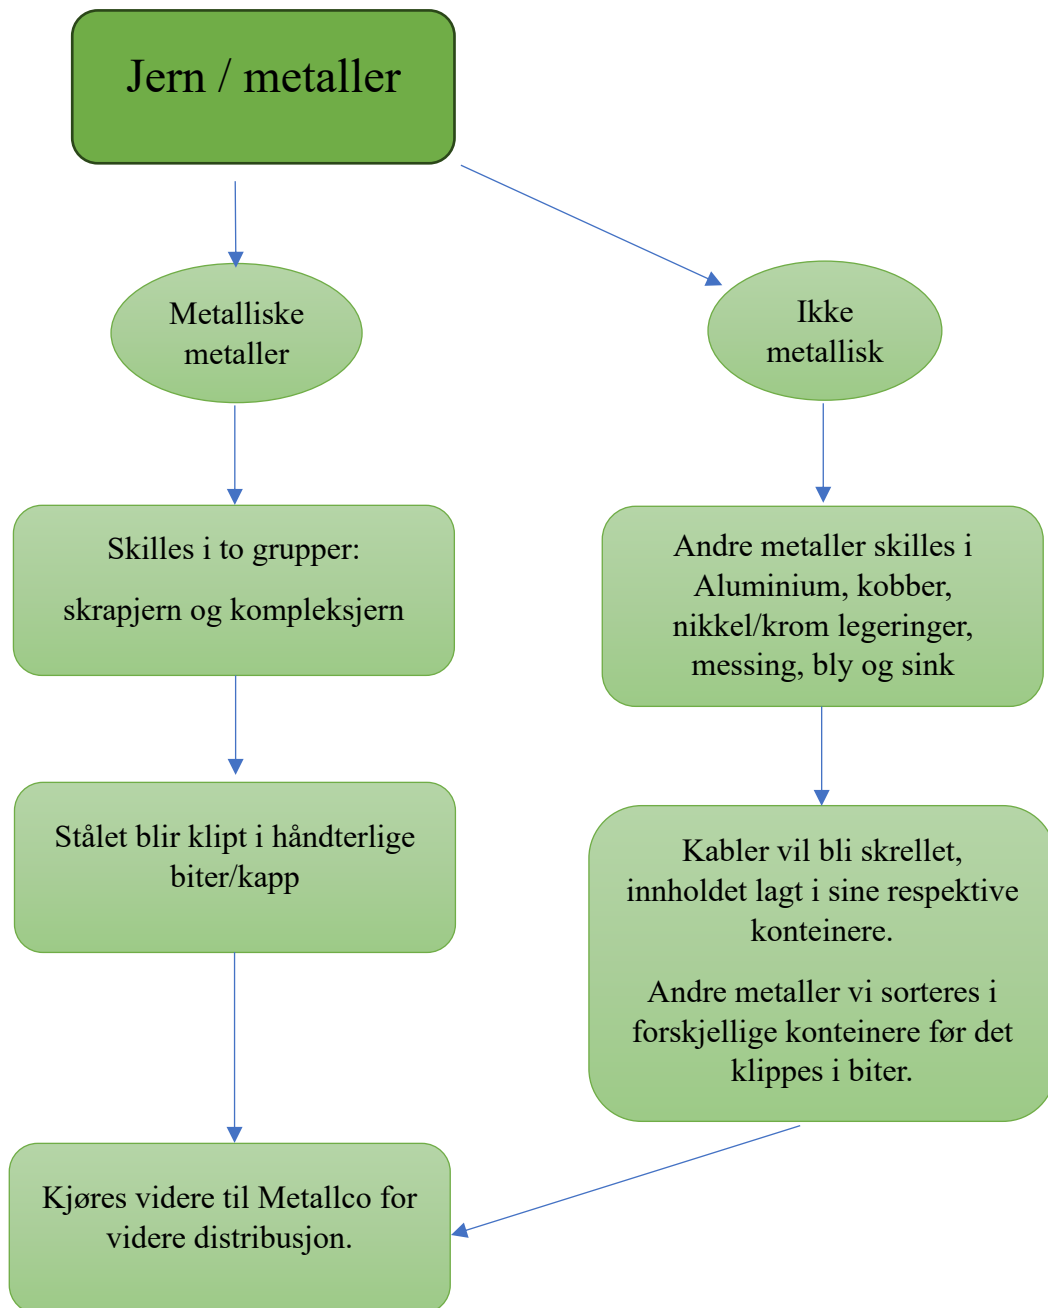 Jern / metaller
Metalliske
metaller
Ikke
metallisk
Skilles i to grupper:
skrapjern og kompleksjern
Andre metaller skilles i
Aluminium, kobber,
nikkel/krom legeringer,
messing, bly og sink
Stålet blir klipt i håndterlige
biter/kapp
Kabler vil bli skrellet,
innholdet lagt i sine respektive
konteinere.
Andre metaller vi sorteres i
forskjellige konteinere før det
klippes i biter.
Kjøres videre til Metallco for
videre distribusjon.